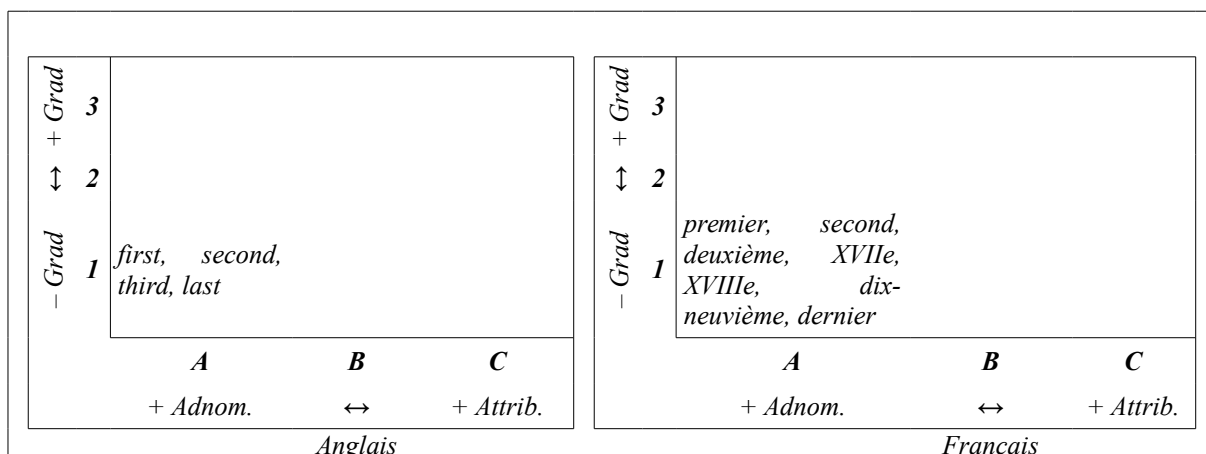 + Grad
3
↕
2
– Grad
1
first, second,
third, last
A B C
+ Adnom. ↔ + Attrib.
Anglais
+ Grad
3
↕
2
– Grad
1
premier, second,
deuxième, XVIIe,
XVIIIe, dix-
neuvième, dernier
A B C
+ Adnom. ↔ + Attrib.
Français